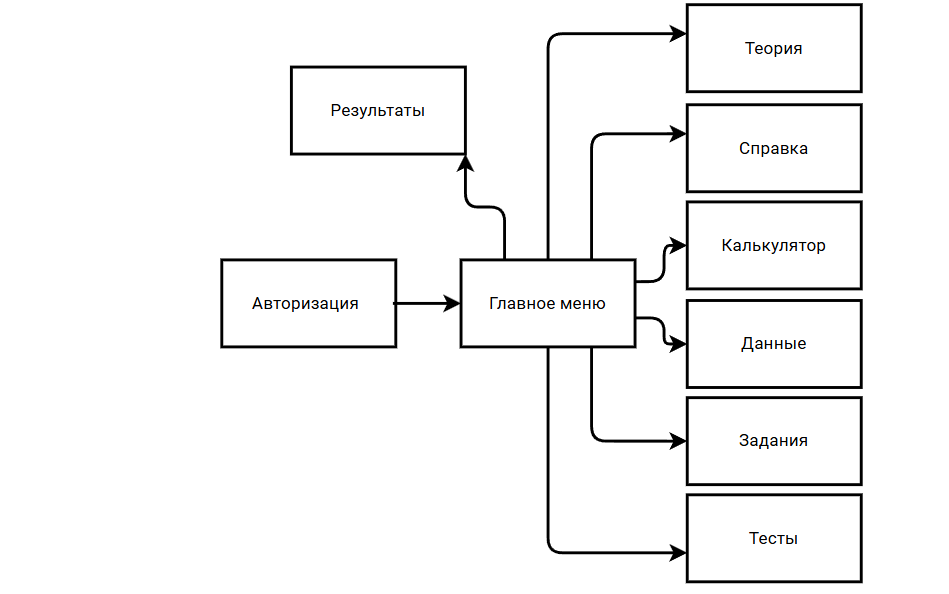 Теория
Результаты
Справка
Калькулятор
Авторизация
Главное меню
Данные
Задания
Тесты